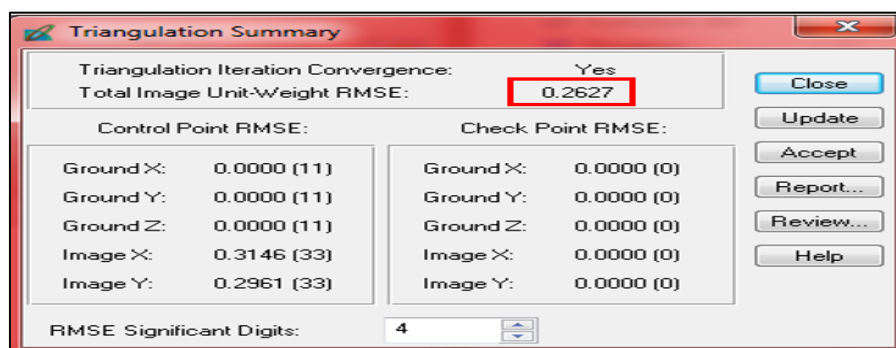 Triangulation Summary
Triangulation Iteration Convergence: Yes
Total Image Unit-Weight RMSE: 0.2627
Control Point RMSE: Check Point RMSE:
Ground X: 0.0000 (11) Ground X: 0.0000 (0)
Ground Y: 0.0000 (11) Ground Y: 0.0000 (0)
Ground Z: 0.0000 (11) Ground Z: 0.0000 (0)
Image X: 0.3146 (33) Image X: 0.0000 (0)
Image Y: 0.2961 (33) Image Y: 0.0000 (0)
RMSE Significant Digits: 4
Close
Update
Accept
Report...
Review...
Help